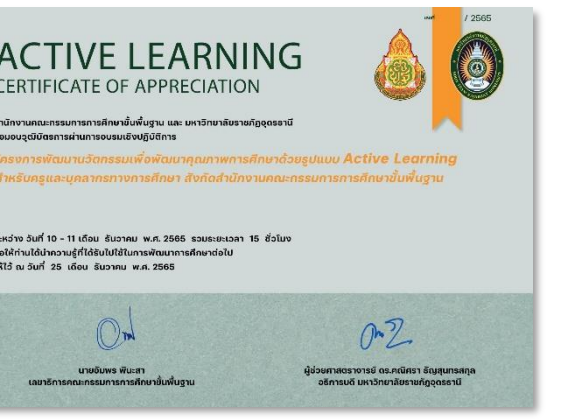 / 2565
ACTIVE LEARNING
CERTIFICATE OF APPRECIATION
สำนักงานคณะกรรมการการศึกษาขั้นพื้นฐาน และ มหาวิทยาลัยราชภัฏอุดรธานี
ขอมอบวุฒิบัตรการผ่านการอบรมเชิงปฏิบัติการ
โครงการพัฒนานวัตกรรมเพื่อพัฒนาคุณภาพการศึกษาด้วยรูปแบบ Active Learning
สำหรับครูและบุคลากรทางการศึกษา สังกัดสำนักงานคณะกรรมการการศึกษาขั้นพื้นฐาน
ระหว่าง วันที่ 10 - 11 เดือน ธันวาคม พ.ศ. 2565 รวมระยะเวลา 15 ชั่วโมง
ขอให้ท่านได้นำความรู้ที่ได้รับไปใช้ในการพัฒนาการศึกษาต่อไป
ให้ไว้ ณ วันที่ 25 เดือน ธันวาคม พ.ศ. 2565
นายอัมพร พินะสา
เลขาธิการคณะกรรมการการศึกษาขั้นพื้นฐาน
ผู้ช่วยศาสตราจารย์ ดร.คณิศรา ธัญสุนทรสกุล
อธิการบดี มหาวิทยาลัยราชภัฏอุดรธานี